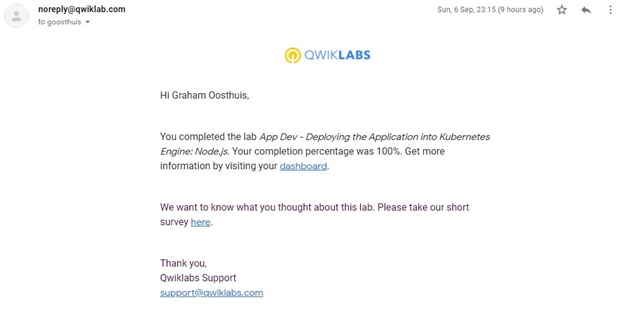 noreply@qwiklab.com
Sun, 6 Sep, 23:15 (9 hours ago)
to goosthuis
QWIKLABS
Hi Graham Oosthuis,
You completed the lab App Dev - Deploying the Application into Kubernetes
Engine: Node.js. Your completion percentage was 100%. Get more
information by visiting your dashboard.
We want to know what you thought about this lab. Please take our short
survey here.
Thank you,
Qwiklabs Support
support@qwiklabs.com